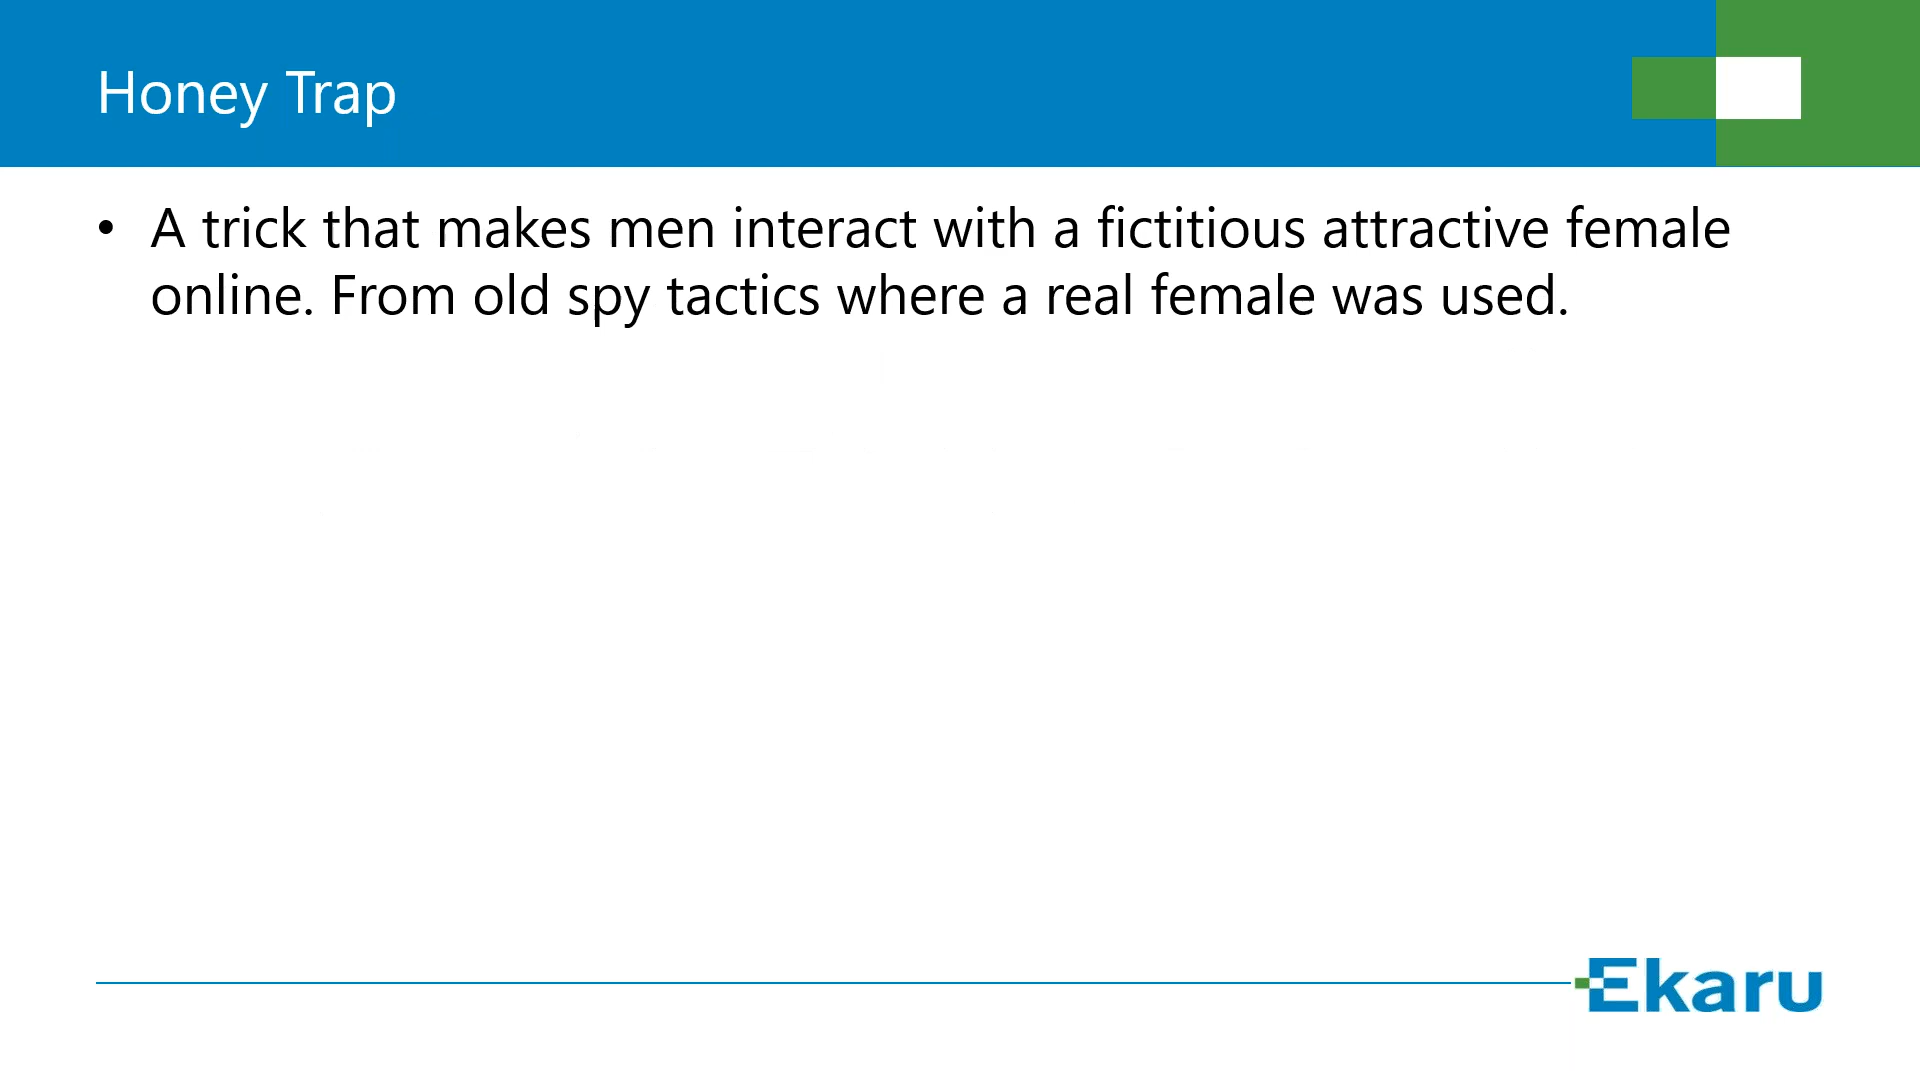 Honey Trap
• A trick that makes men interact with a fictitious attractive female
online. From old spy tactics where a real female was used.
Ekaru